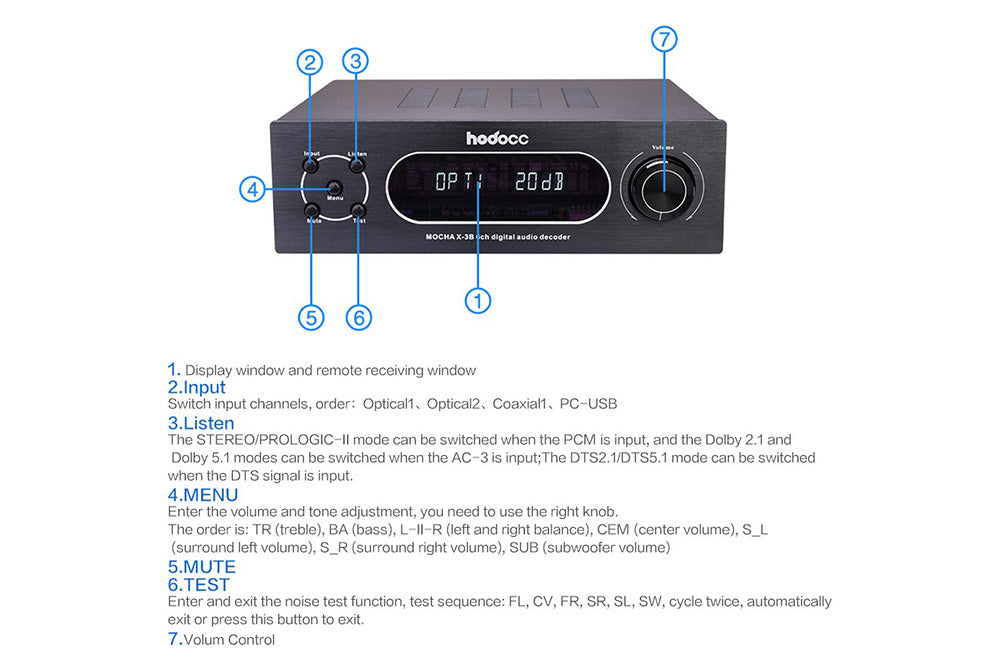 7
2
3
hodocc
Volume
Input
Listen
4
Menu
OPT1 20dB
Mute
Test
MOCHA X-3B 6-ch digital audio decoder
1
5
6
1. Display window and remote receiving window
2.Input
Switch input channels, order: Optical1、Optical2、Coaxial1、PC-USB
3.Listen
The STEREO/PROLOGIC-II mode can be switched when the PCM is input, and the Dolby 2.1 and
Dolby 5.1 modes can be switched when the AC-3 is input;The DTS2.1/DTS5.1 mode can be switched
when the DTS signal is input.
4.MENU
Enter the volume and tone adjustment, you need to use the right knob.
The order is: TR (treble), BA (bass), L-II-R (left and right balance), CEM (center volume), S_L
(surround left volume), S_R (surround right volume), SUB (subwoofer volume)
5.MUTE
6.TEST
Enter and exit the noise test function, test sequence: FL, CV, FR, SR, SL, SW, cycle twice, automatically
exit or press this button to exit.
7.Volum Control